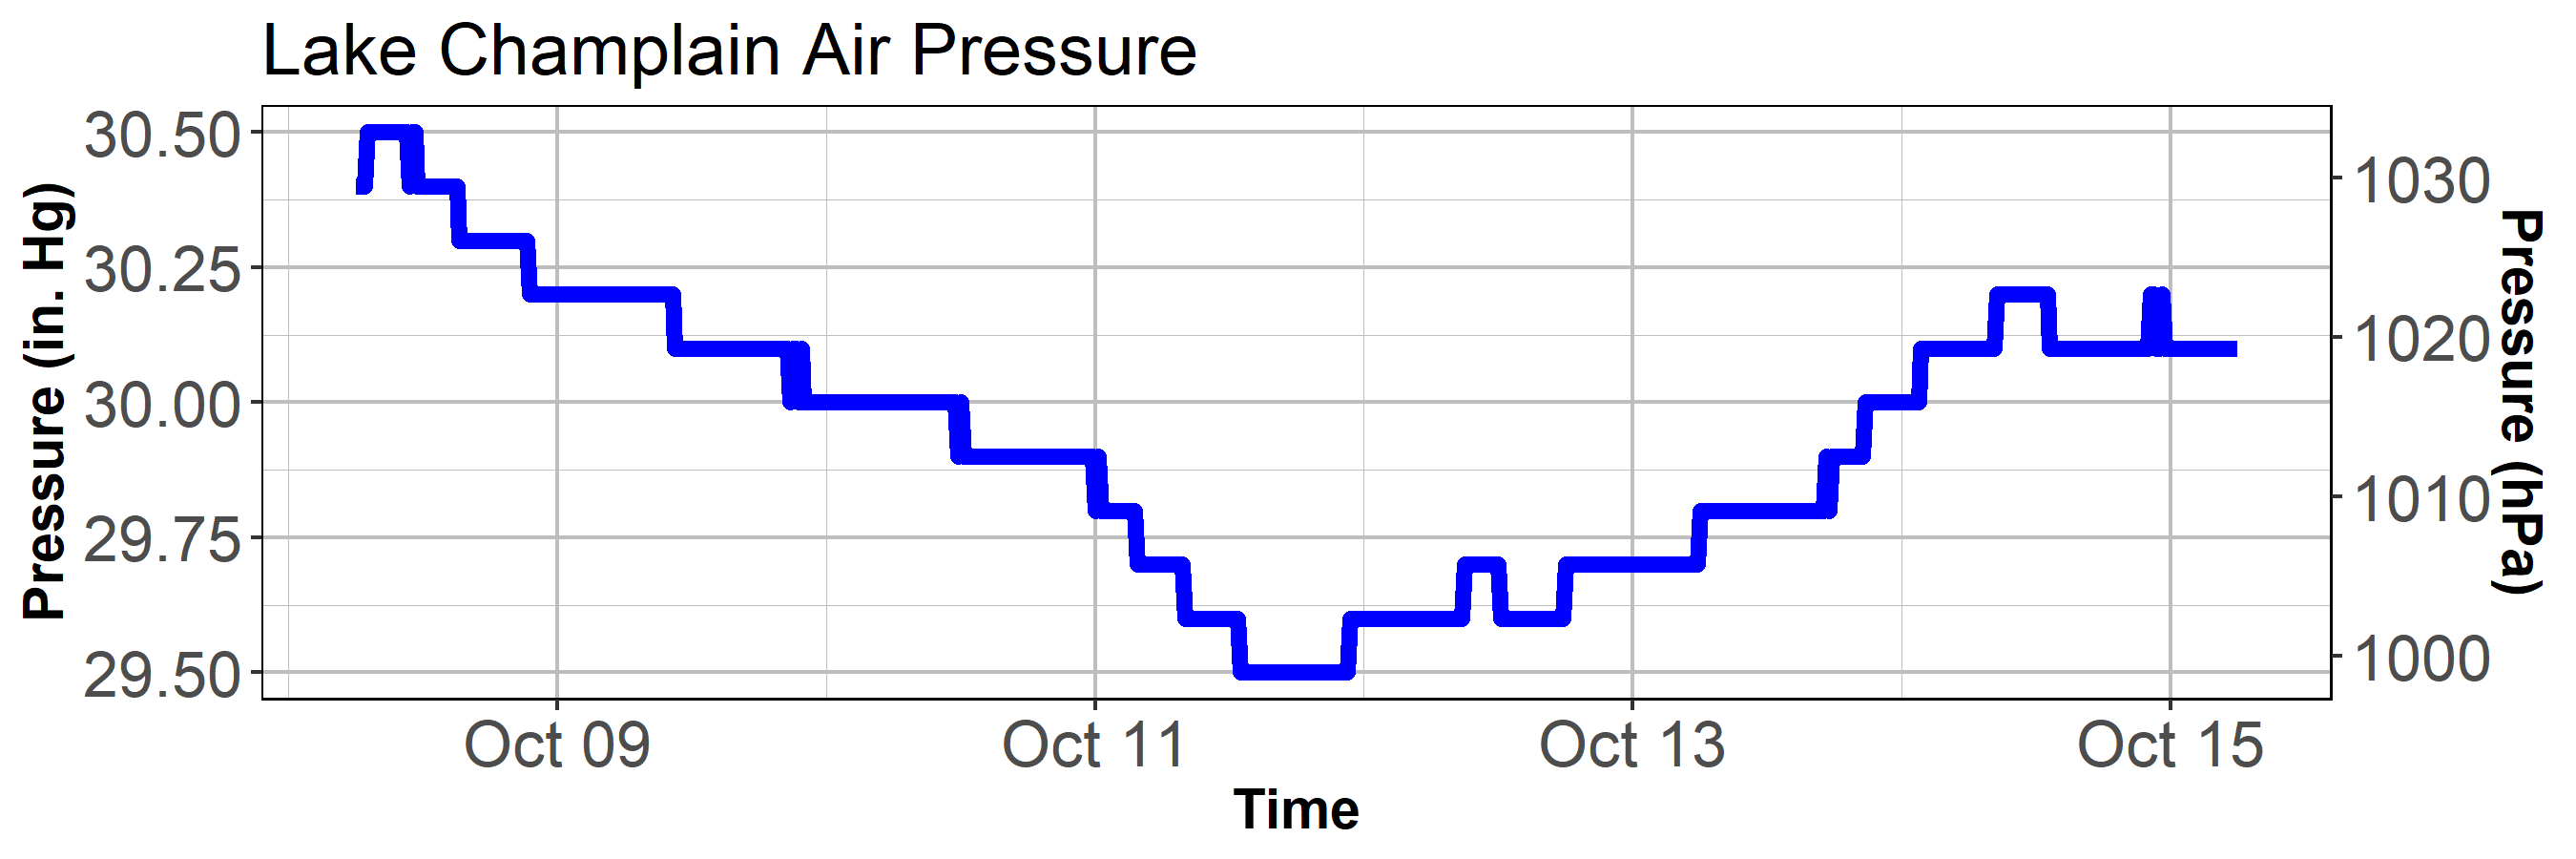 Lake Champlain Air Pressure
Pressure (in. Hg)
30.50
30.25
30.00
29.75
29.50
1030
1020
1010
1000
Pressure (hPa)
Oct 09 Oct 11 Oct 13 Oct 15
Time